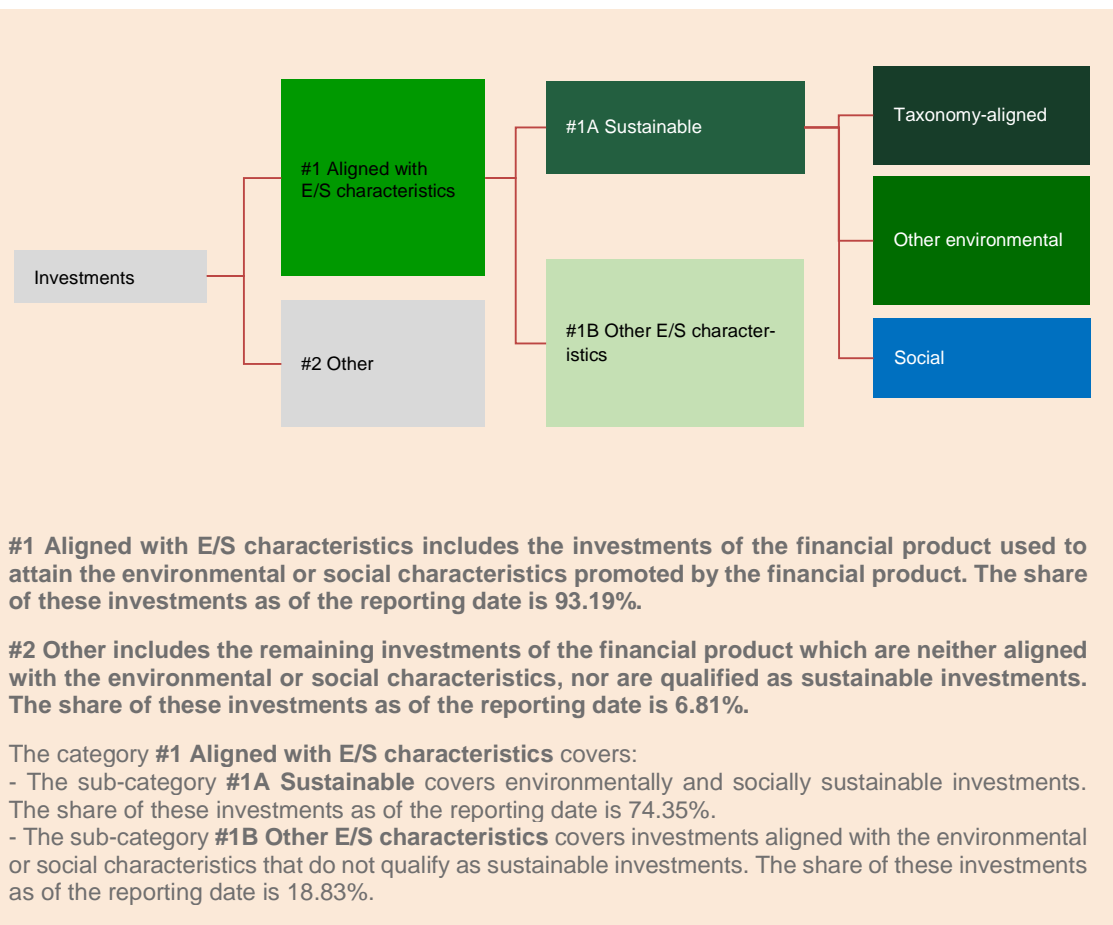 Investments
#1 Aligned with
E/S characteristics
#2 Other
#1A Sustainable
#1B Other E/S character-
istics
Taxonomy-aligned
Other environmental
Social
#1 Aligned with E/S characteristics includes the investments of the financial product used to
attain the environmental or social characteristics promoted by the financial product. The share
of these investments as of the reporting date is 93.19%.
#2 Other includes the remaining investments of the financial product which are neither aligned
with the environmental or social characteristics, nor are qualified as sustainable investments.
The share of these investments as of the reporting date is 6.81%.
The category #1 Aligned with E/S characteristics covers:
- The sub-category #1A Sustainable covers environmentally and socially sustainable investments.
The share of these investments as of the reporting date is 74.35%.
- The sub-category #1B Other E/S characteristics covers investments aligned with the environmental
or social characteristics that do not qualify as sustainable investments. The share of these investments
as of the reporting date is 18.83%.